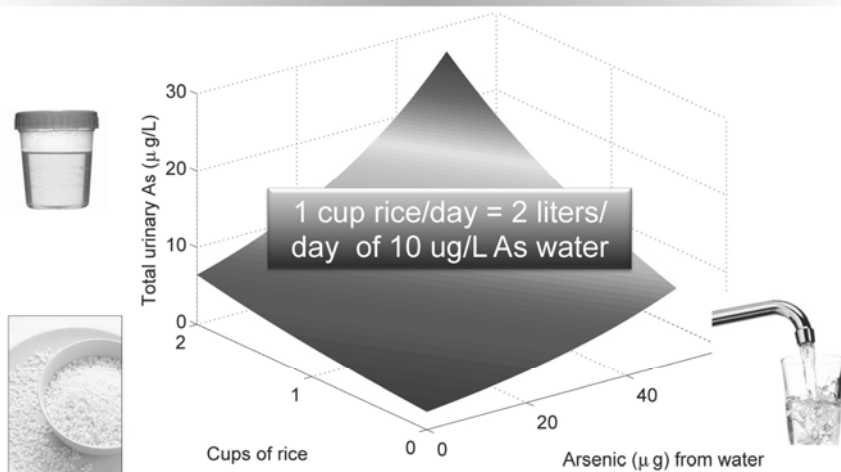 30
20
10
0
Total urinary As (μ g/L)
1 cup rice/day = 2 liters/
day of 10 ug/L As water
2
1
0
Cups of rice
0
20
40
Arsenic (μ g) from water